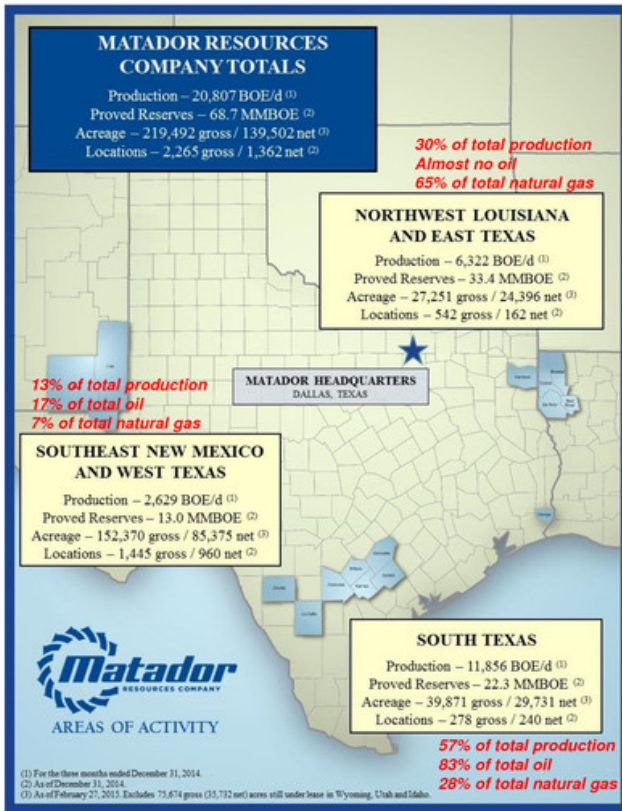 MATADOR RESOURCES
COMPANY TOTALS
Production – 20,807 BOE/d (1)
Proved Reserves – 68.7 MMBOE (2)
Acreage – 219,492 gross / 139,502 net (3)
Locations – 2,265 gross / 1,362 net (2)
30% of total production
Almost no oil
65% of total natural gas
NORTHWEST LOUISIANA
AND EAST TEXAS
Production – 6,322 BOE/d (1)
Proved Reserves – 33.4 MMBOE (2)
Acreage – 27,251 gross / 24,396 net (3)
Locations – 542 gross / 162 net (2)
MATADOR HEADQUARTERS
DALLAS, TEXAS
13% of total production
17% of total oil
7% of total natural gas
SOUTHEAST NEW MEXICO
AND WEST TEXAS
Production – 2,629 BOE/d (1)
Proved Reserves – 13.0 MMBOE (2)
Acreage – 152,370 gross / 85,375 net (3)
Locations – 1,445 gross / 960 net (2)
SOUTH TEXAS
Production – 11,856 BOE/d (1)
Proved Reserves – 22.3 MMBOE (2)
Acreage – 39,871 gross / 29,731 net (3)
Locations – 278 gross / 240 net (2)
57% of total production
83% of total oil
28% of total natural gas
Matador
RESOURCES COMPANY
AREAS OF ACTIVITY
(1) For the three months ended December 31, 2014.
(2) As of December 31, 2014.
(3) As of February 27, 2015. Excludes 75,674 gross (35,732 net) acres still under lease in Wyoming, Utah and Idaho.